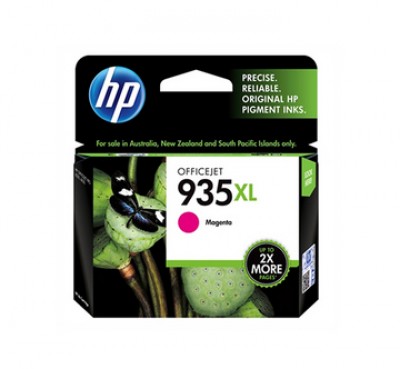 hp
PRECISE.
RELIABLE.
ORIGINAL HP
PIGMENT INKS.
For sale in Australia, New Zealand and South Pacific Islands only.
OFFICEJET
935XL
Magenta
UP TO
2X
MORE
PAGES